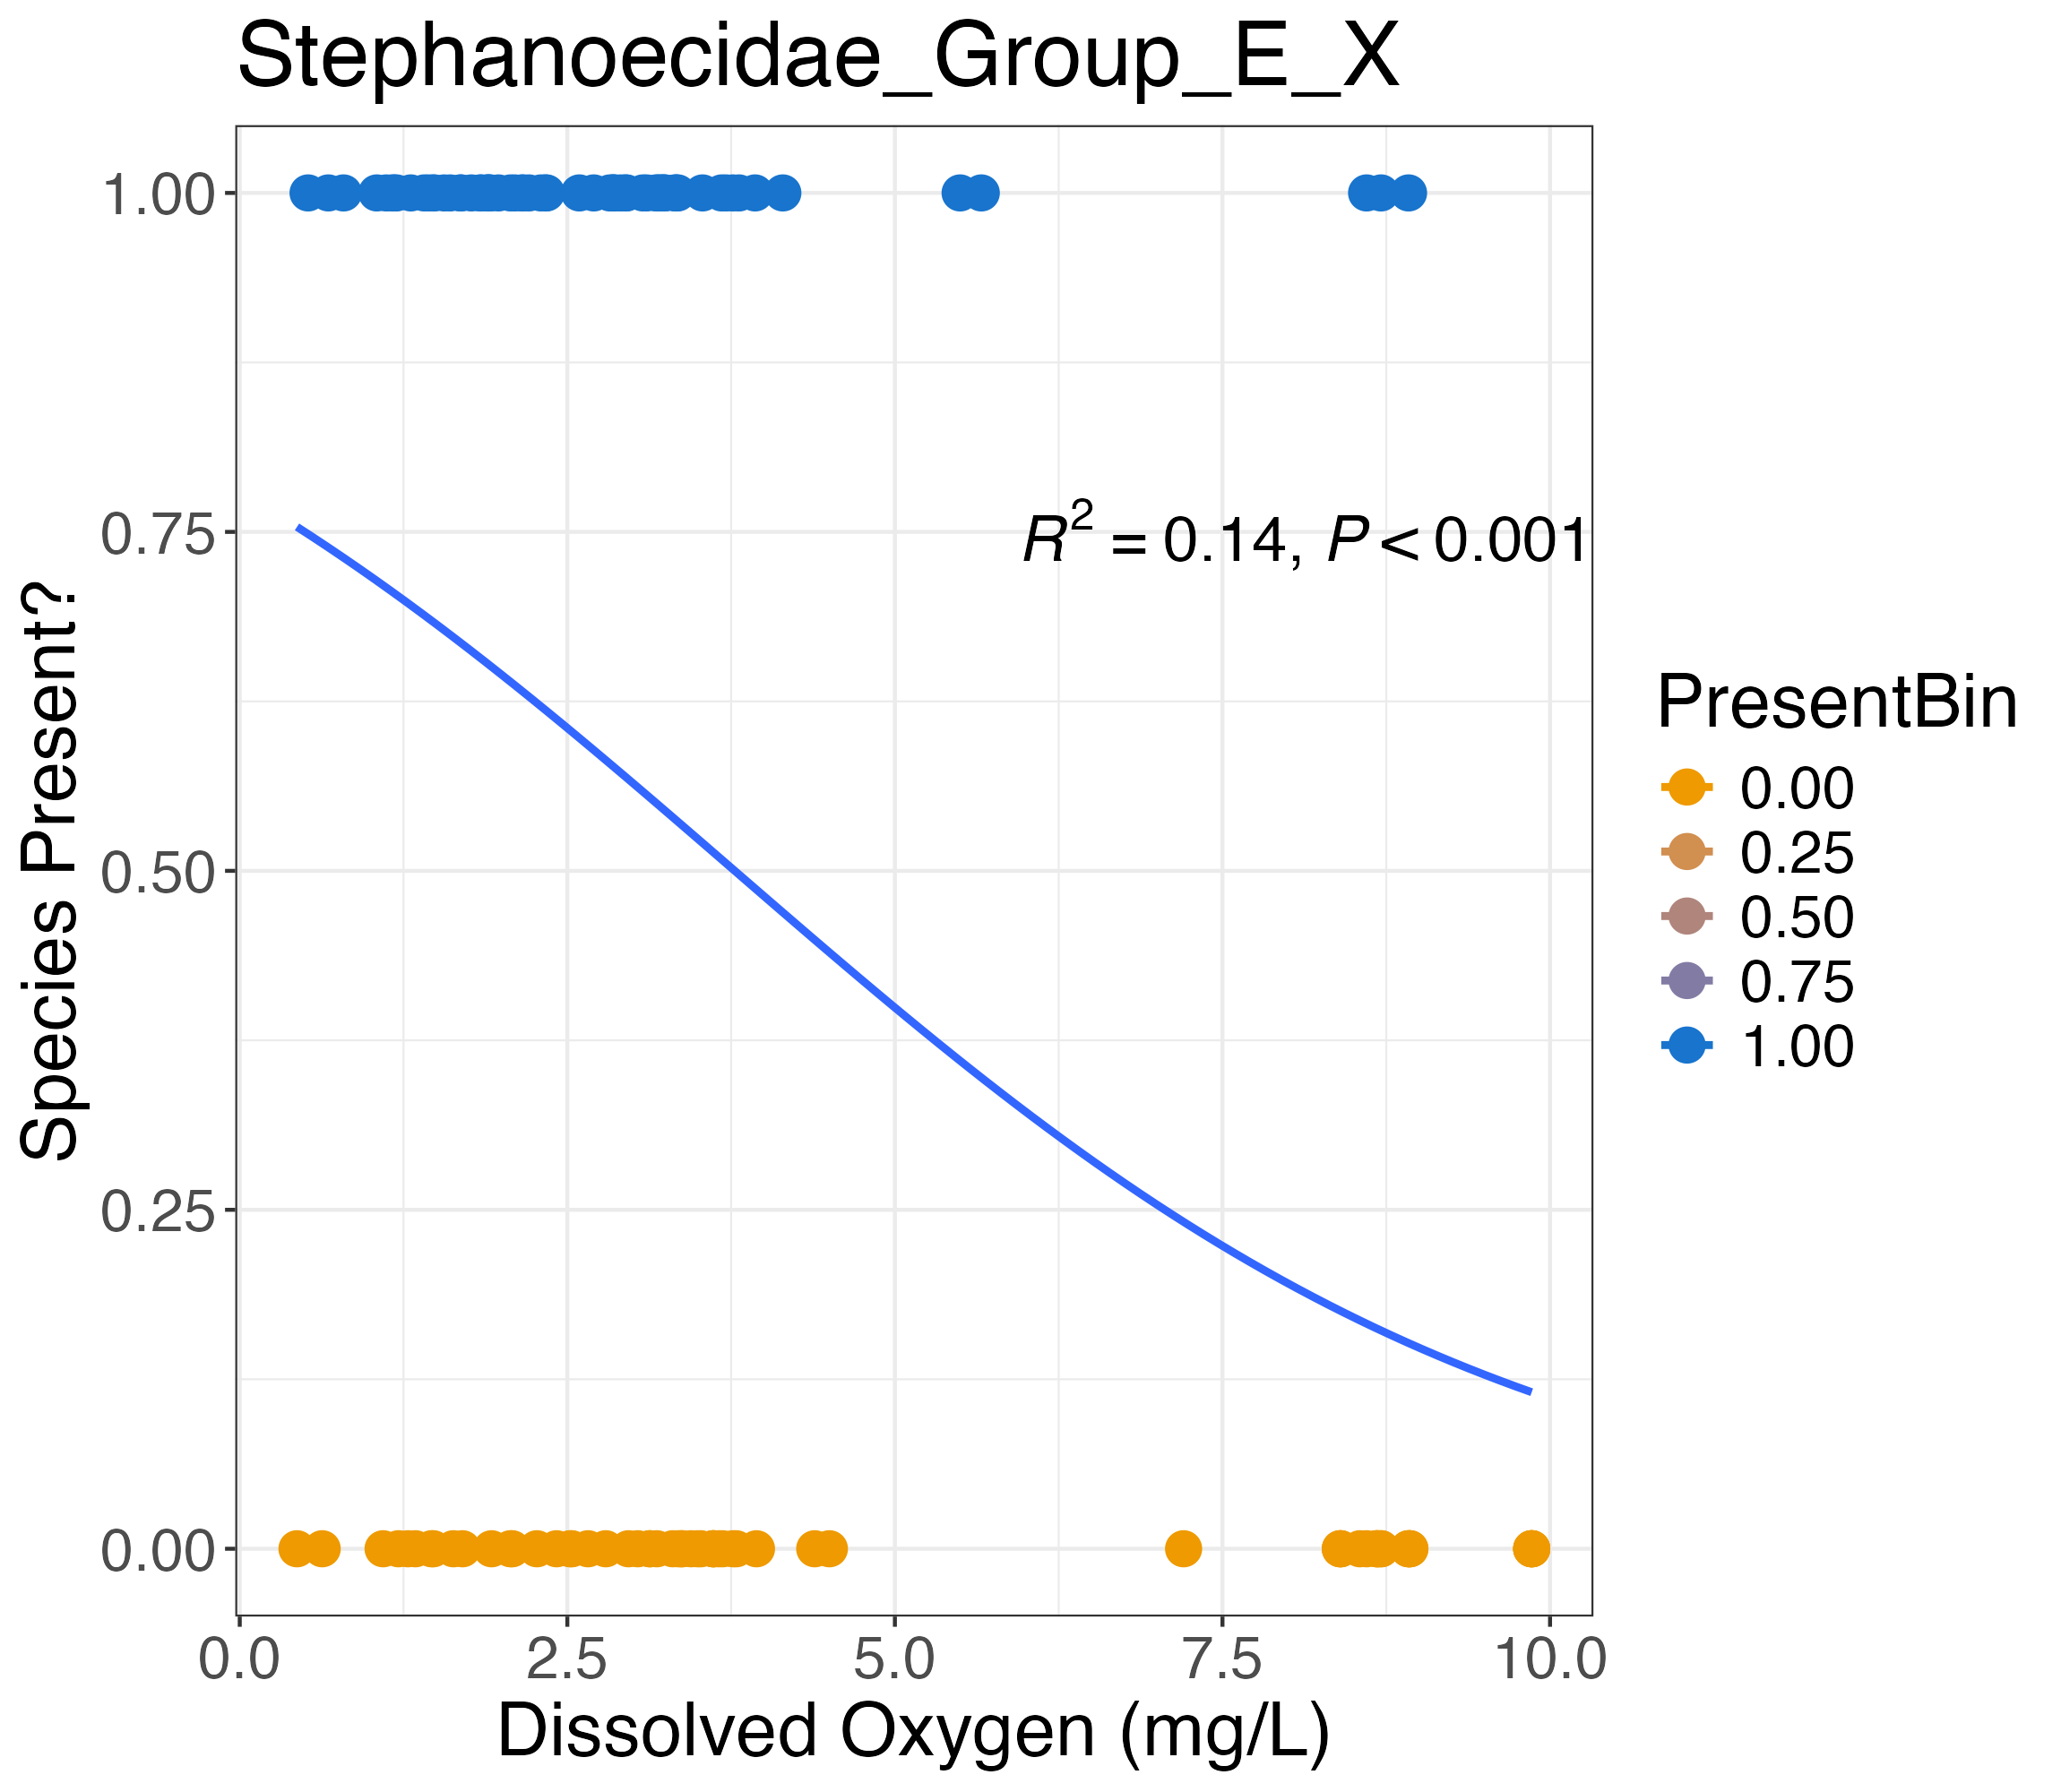 Stephanoecidae_Group_E_X
1.00
0.75
0.50
0.25
0.00
Species Present?
R² = 0.14, P < 0.001
0.0 2.5 5.0 7.5 10.0
Dissolved Oxygen (mg/L)
PresentBin
0.00
0.25
0.50
0.75
1.00